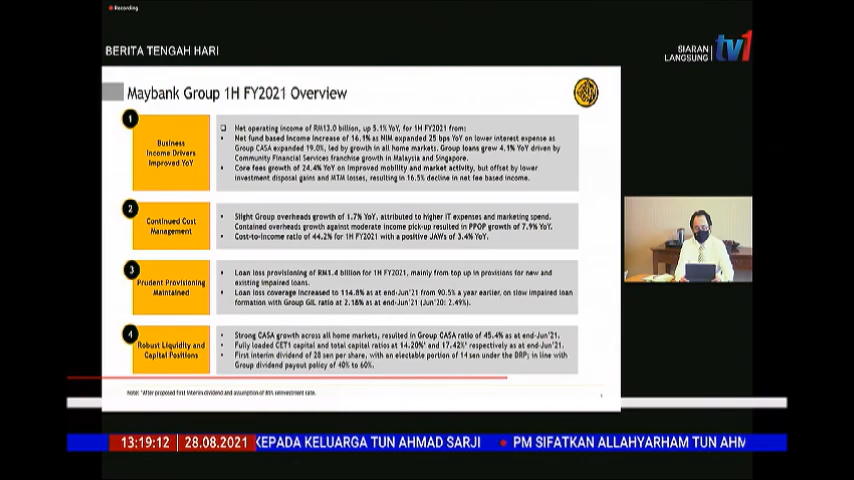 Recording
BERITA TENGAH HARI
SIARAN
LANGSUNG
tv1
Maybank Group 1H FY2021 Overview
1
Business
Income Drivers
Improved YoY
Net operating income of RM13.0 billion, up 5.1% YoY, for 1H FY2021 from:
• Net fund based income increase of 16.1% as NIM expanded 25 bps YoY on lower interest expense as
Group CASA expanded 19.0%, led by growth in all home markets. Group loans grew 4.1% YoY driven by
Community Financial Services franchise growth in Malaysia and Singapore.
• Core fees growth of 24.4% YoY on improved mobility and market activity, but offset by lower
investment disposal gains and MTM losses, resulting in 16.5% decline in net fee based income.
2
Continued Cost
Management
• Slight Group overheads growth of 1.7% YoY, attributed to higher IT expenses and marketing spend.
Contained overheads growth against moderate income pick-up resulted in PPOP growth of 7.9% YoY.
• Cost-to-income ratio of 44.2% for 1H FY2021 with a positive JAWs of 3.4% YoY.
3
Prudent Provisioning
Maintained
• Loan loss provisioning of RM1.4 billion for 1H FY2021, mainly from top up in provisions for new and
existing impaired loans.
• Loan loss coverage increased to 114.8% as at end-Jun'21 from 90.5% a year earlier, on slow impaired loan
formation with Group GIL ratio at 2.18% as at end-Jun'21 (Jun'20: 2.49%).
4
Robust Liquidity and
Capital Positions
• Strong CASA growth across all home markets, resulted in Group CASA ratio of 45.4% as at end-Jun'21.
• Fully loaded CET1 capital and total capital ratios at 14.20%¹ and 17.42%¹ respectively as at end-Jun'21.
• First interim dividend of 28 sen per share, with an electable portion of 14 sen under the DRP; in line with
Group dividend payout policy of 40% to 60%.
Note: ¹After proposed first interim dividend and assumption of 85% reinvestment rate.
13:19:12 28.08.2021 KEPADA KELUARGA TUN AHMAD SARJI • PM SIFATKAN ALLAHYARHAM TUN AHM